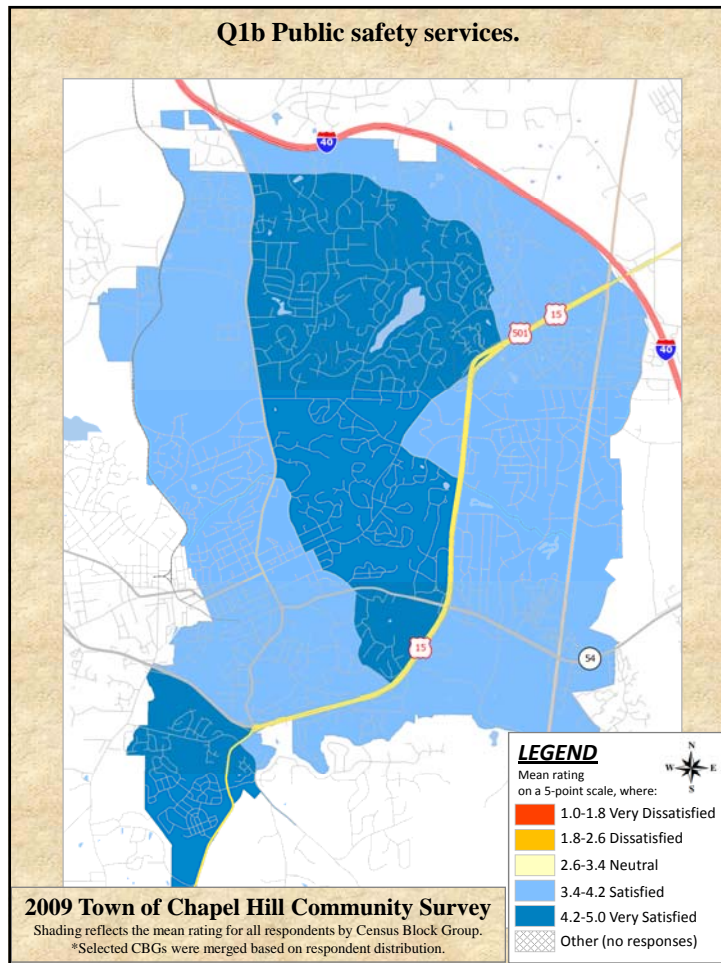 Q1b Public safety services.
40
15
501
40
15
54
LEGEND
Mean rating
on a 5-point scale, where:
N
W E
S
1.0-1.8 Very Dissatisfied
1.8-2.6 Dissatisfied
2.6-3.4 Neutral
3.4-4.2 Satisfied
4.2-5.0 Very Satisfied
Other (no responses)
2009 Town of Chapel Hill Community Survey
Shading reflects the mean rating for all respondents by Census Block Group.
*Selected CBGs were merged based on respondent distribution.